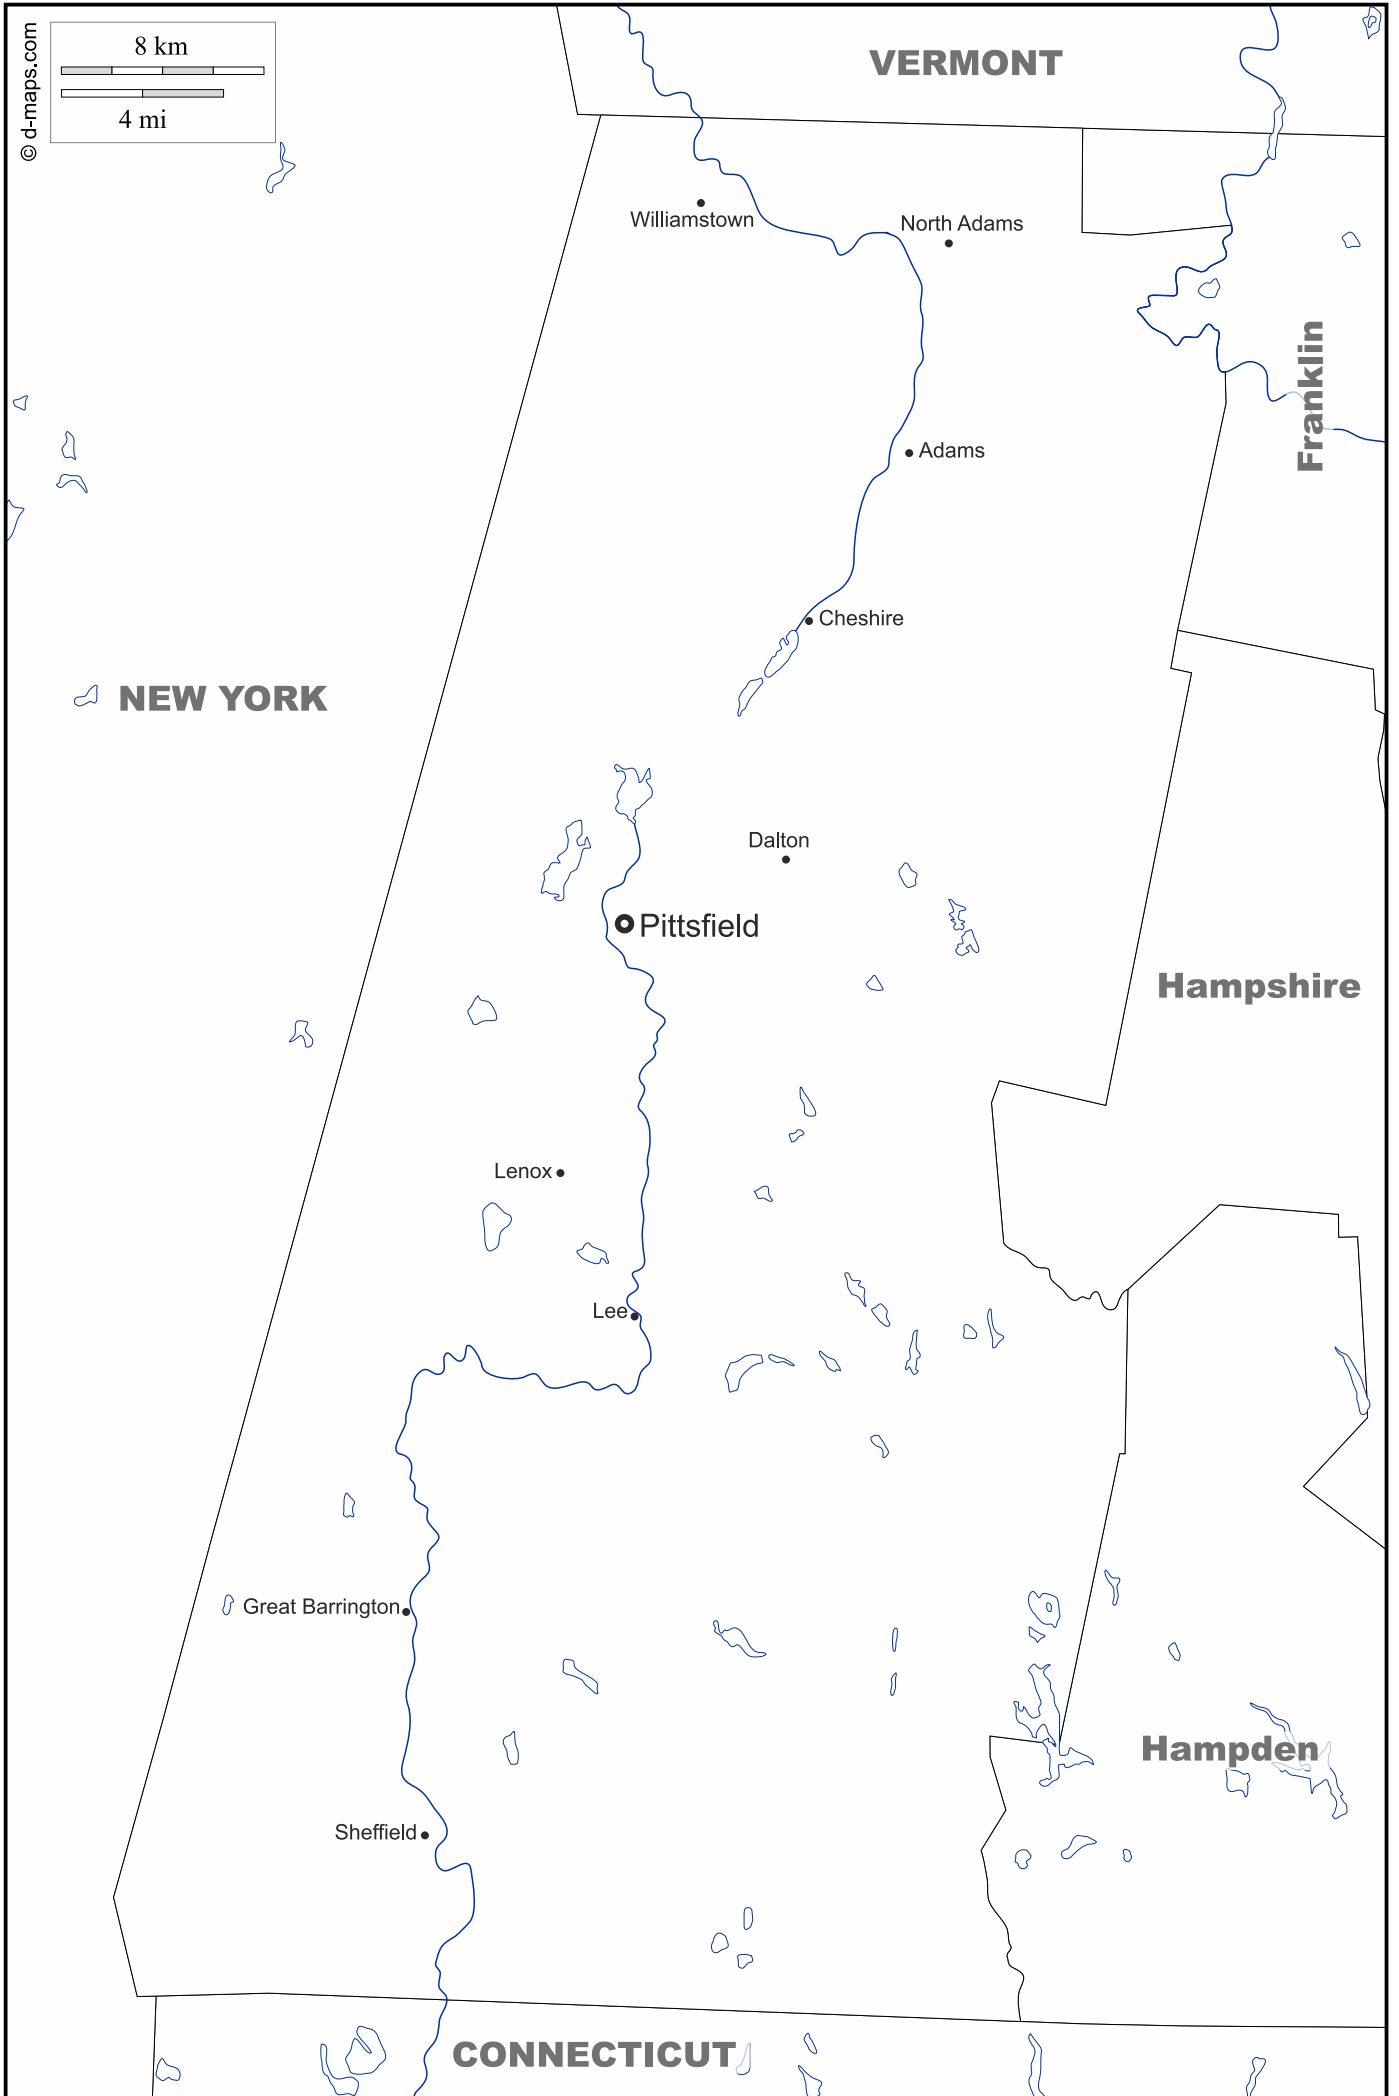 © d-maps.com
8 km
4 mi
VERMONT
Williamstown
North Adams
Franklin
Adams
Cheshire
NEW YORK
Dalton
Pittsfield
Hampshire
Lenox
Lee
Great Barrington
Hampden
Sheffield
CONNECTICUT